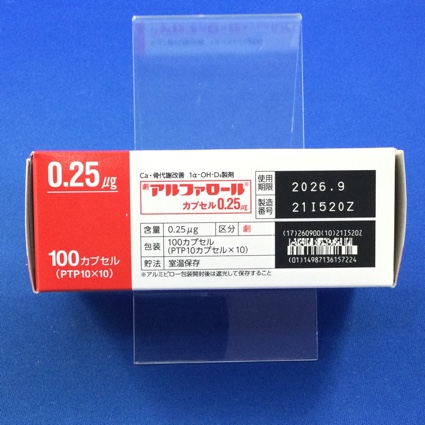 0.25μg
100カプセル
(PTP10×10)
Ca・骨代謝改善 1α-OH-D₃製剤
劇 アルファロール®
カプセル0.25μg
含量 0.25μg 区分 劇
包装 100カプセル
(PTP10カプセル×10)
貯法 室温保存
※アルミピロー包装開封後は遮光して保存すること
使用期限 2026.9
製造番号 21I520Z
(17)260900(10)21I520Z
(01)14987136157224